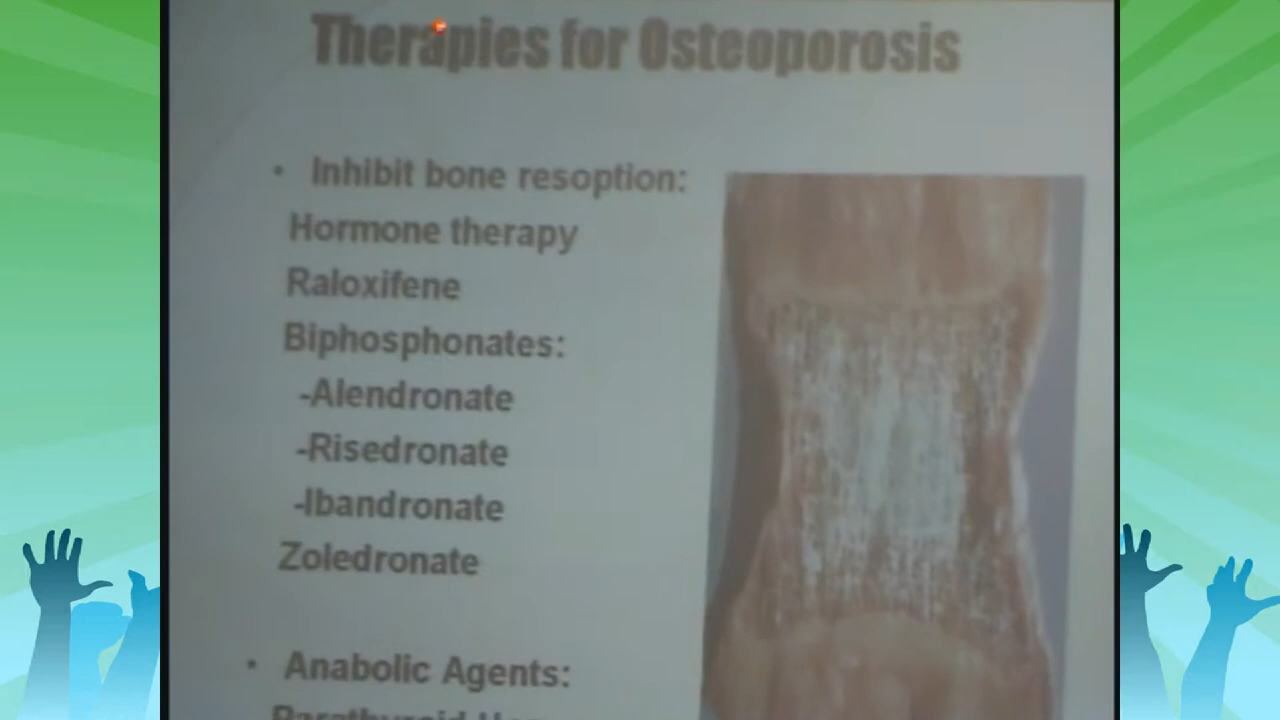 Therapies for Osteoporosis
• Inhibit bone resoption:
Hormone therapy
Raloxifene
Biphosphonates:
-Alendronate
-Risedronate
-Ibandronate
Zoledronate
• Anabolic Agents: